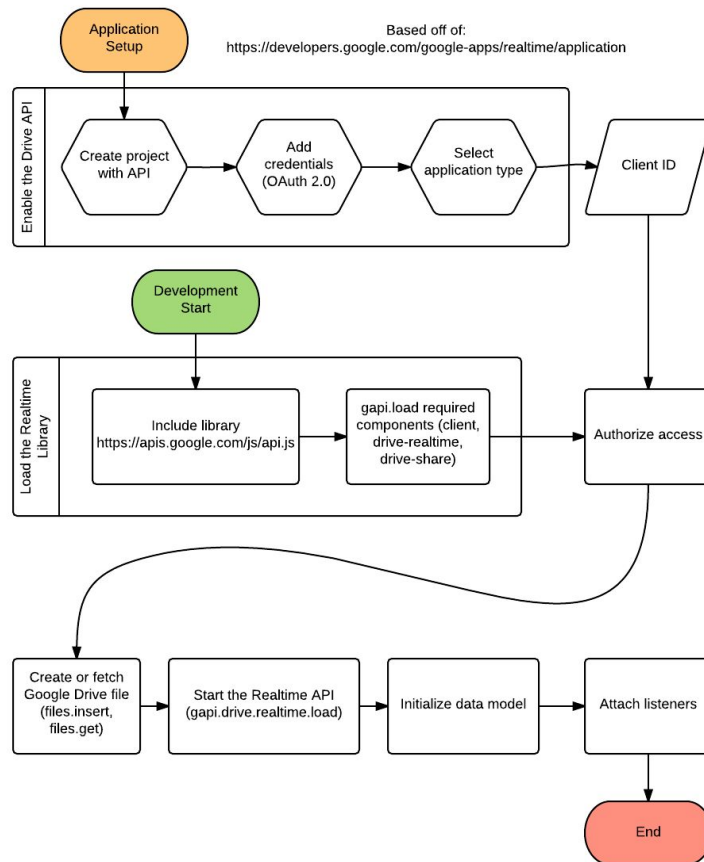 Application
Setup
Based off of:
https://developers.google.com/google-apps/realtime/application
Enable the Drive API
Create project
with API
Add
credentials
(OAuth 2.0)
Select
application type
Client ID
Development
Start
Load the Realtime
Library
Include library
https://apis.google.com/js/api.js
gapi.load required
components (client,
drive-realtime,
drive-share)
Authorize access
Create or fetch
Google Drive file
(files.insert,
files.get)
Start the Realtime API
(gapi.drive.realtime.load)
Initialize data model
Attach listeners
End